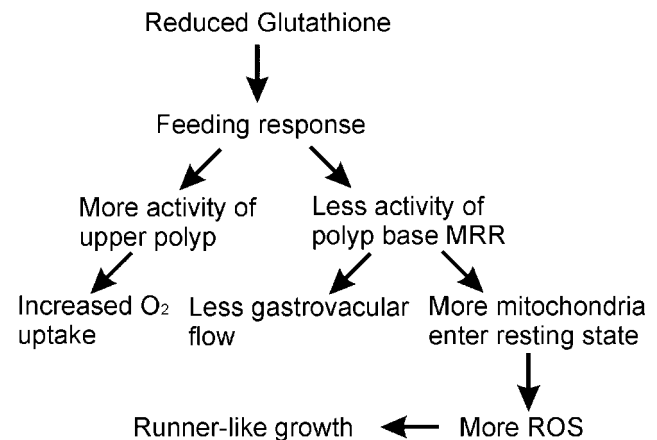 Reduced Glutathione
Feeding response
More activity of
upper polyp
Less activity of
polyp base MRR
Increased O₂
uptake
Less gastrovacular
flow
More mitochondria
enter resting state
Runner-like growth
More ROS